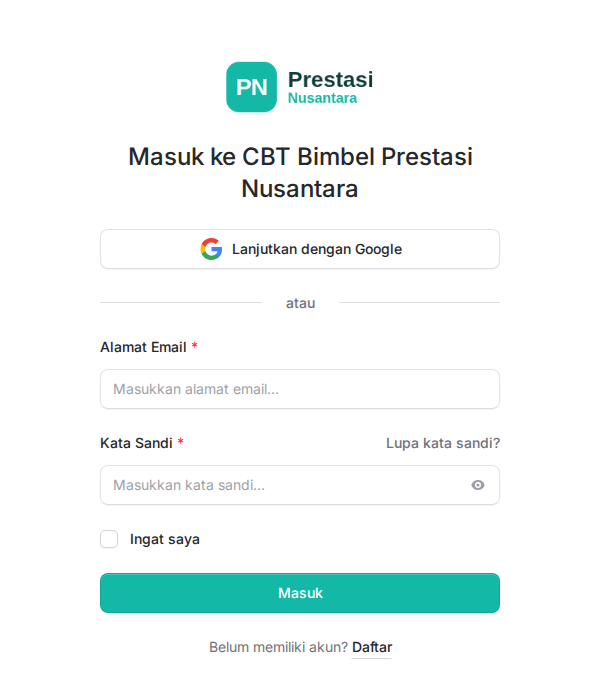 PN
Prestasi
Nusantara
Masuk ke CBT Bimbel Prestasi
Nusantara
Lanjutkan dengan Google
atau
Alamat Email *
Masukkan alamat email...
Kata Sandi *
Lupa kata sandi?
Masukkan kata sandi...
Ingat saya
Masuk
Belum memiliki akun? Daftar